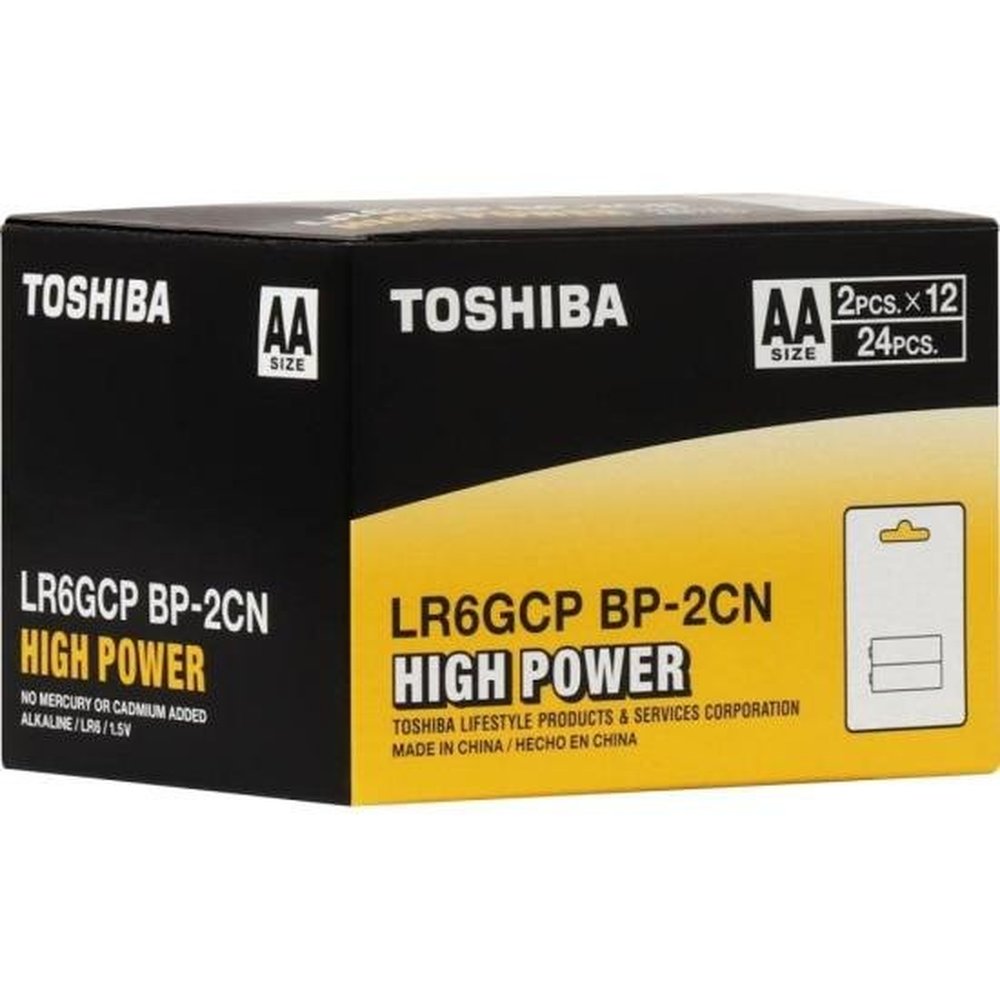 HIGH POWER
TOSHIBA
AA
SIZE
LR6GCP BP-2CN
HIGH POWER
NO MERCURY OR CADMIUM ADDED
ALKALINE / LR6 / 1.5V
TOSHIBA
AA
SIZE
2PCS.×12
24PCS.
LR6GCP BP-2CN
HIGH POWER
TOSHIBA LIFESTYLE PRODUCTS & SERVICES CORPORATION
MADE IN CHINA / HECHO EN CHINA